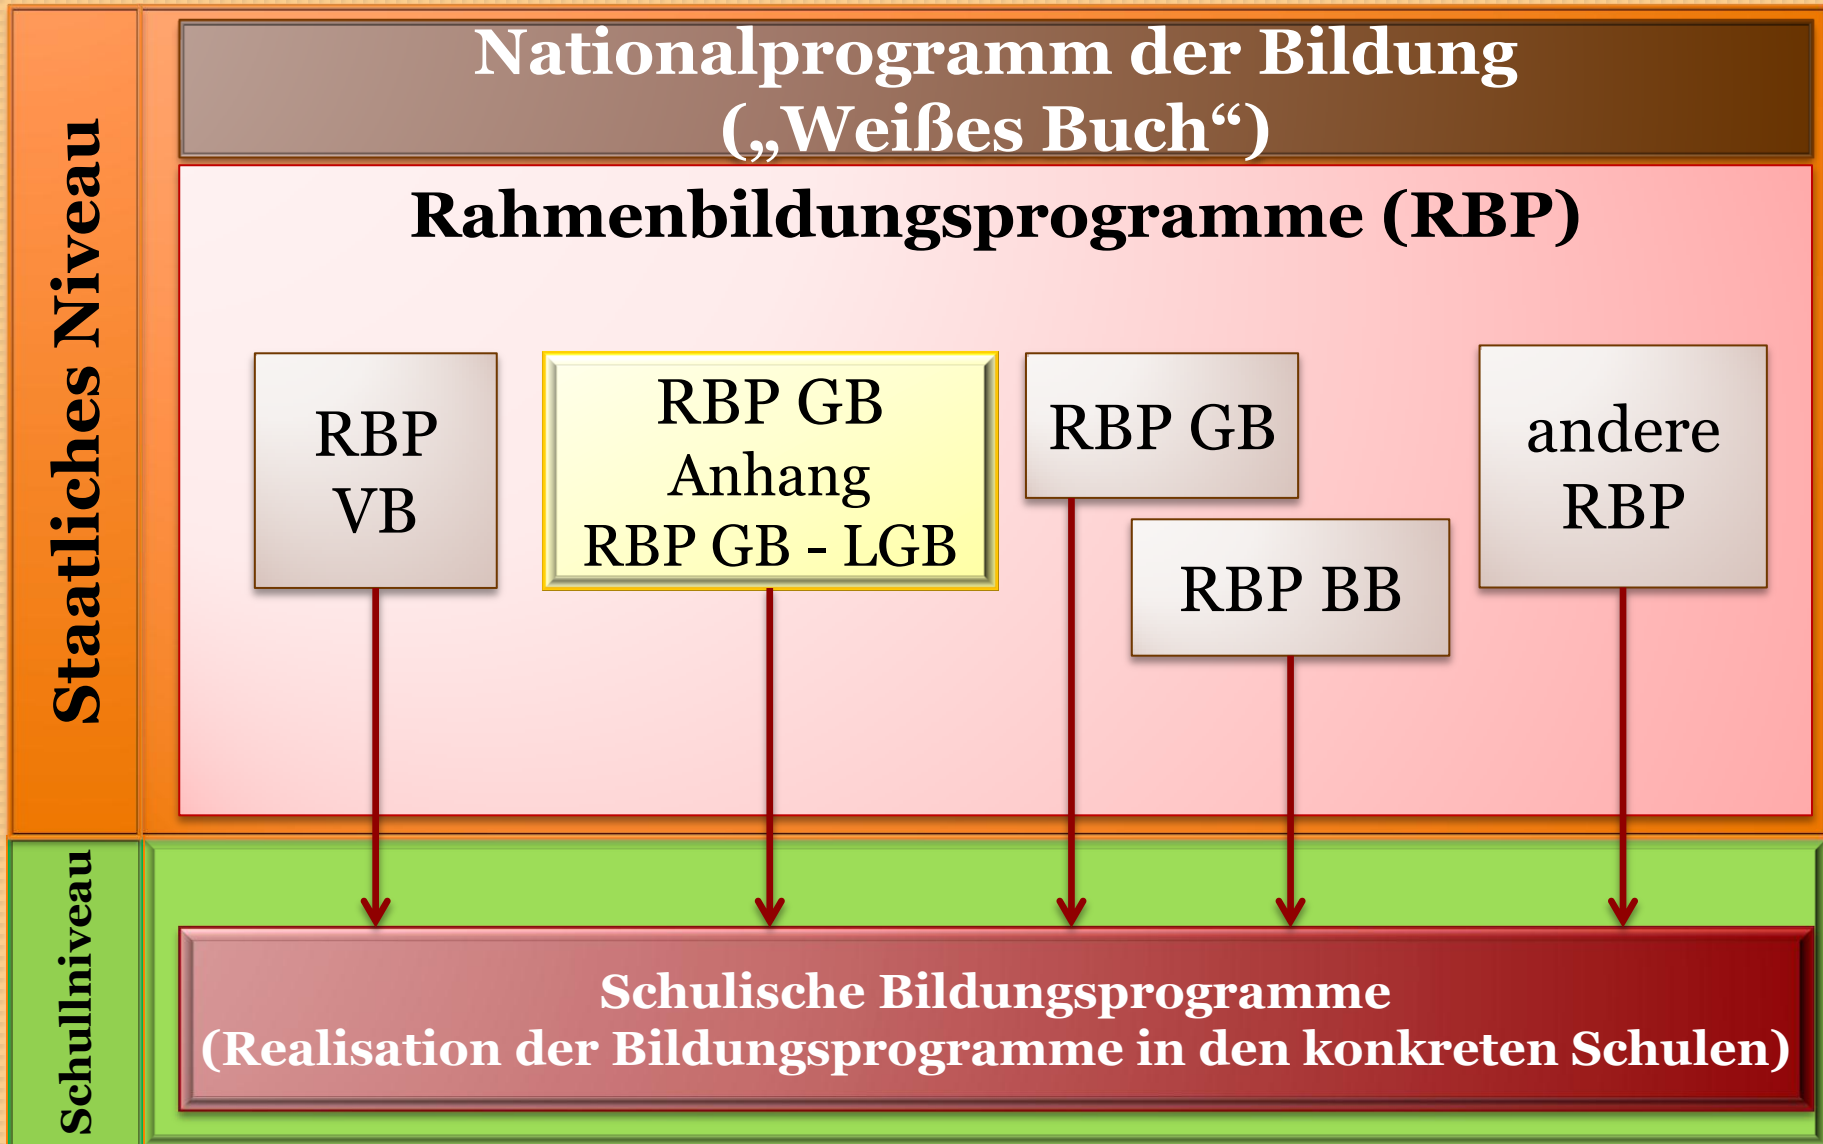 Nationalprogramm der Bildung
(„Weißes Buch“)
Staatliches Niveau
Rahmenbildungsprogramme (RBP)
RBP
VB
RBP GB
Anhang
RBP GB - LGB
RBP GB
RBP BB
andere
RBP
Schullniveau
Schulische Bildungsprogramme
(Realisation der Bildungsprogramme in den konkreten Schulen)